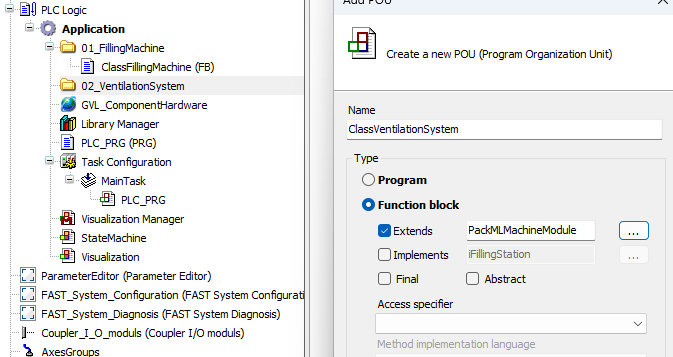 PLC Logic
Application
01_FillingMachine
ClassFillingMachine (FB)
02_VentilationSystem
GVL_ComponentHardware
Library Manager
PLC_PRG (PRG)
Task Configuration
MainTask
PLC_PRG
Visualization Manager
StateMachine
Visualization
ParameterEditor (Parameter Editor)
FAST_System_Configuration (FAST System Configurati
FAST_System_Diagnosis (FAST System Diagnosis)
Coupler_I_O_moduls (Coupler I/O moduls)
AxesGroups
Add POU
Create a new POU (Program Organization Unit)
Name
ClassVentilationSystem
Type
Program
Function block
Extends PackMLMachineModule ...
Implements iFillingStation ...
Final Abstract
Access specifier
Method implementation language